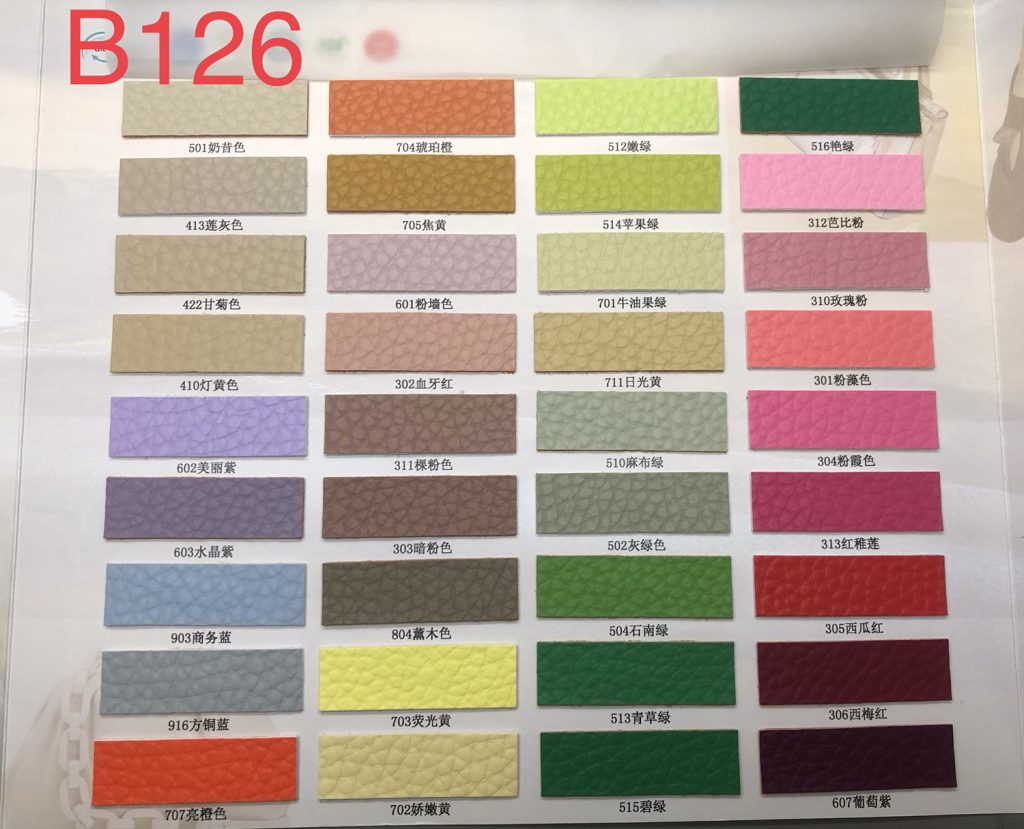 B126
501奶昔色
704琥珀橙
512嫩绿
516艳绿
413莲灰色
705焦黄
514苹果绿
312芭比粉
422甘菊色
601粉墙色
701牛油果绿
310玫瑰粉
410灯黄色
302血牙红
711日光黄
301粉藻色
602美丽紫
311棵粉色
510麻布绿
304粉霞色
603水晶紫
303暗粉色
502灰绿色
313红稚莲
903商务蓝
804薰木色
504石南绿
305西瓜红
916方铜蓝
703荧光黄
513青草绿
306西梅红
707亮橙色
702娇嫩黄
515碧绿
607葡萄紫